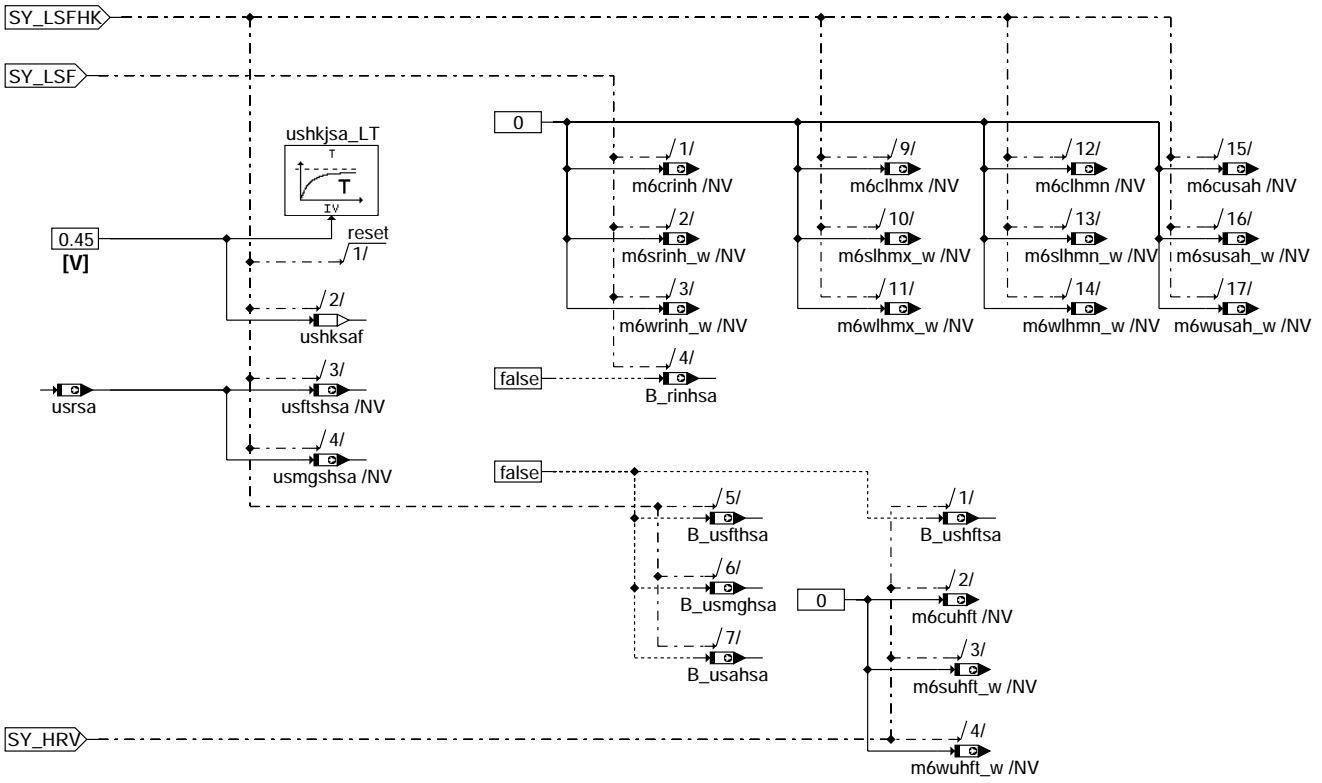 SY_LSFHK
SY_LSF
ushkjsa_LT
T
T
IV
0.45
[V]
reset
1/
2/
ushksaf
usrsa
3/
usftshsa /NV
4/
usmgshsa /NV
0
1/
m6crinh /NV
2/
m6srinh_w /NV
3/
m6wrinh_w /NV
false
4/
B_rinhsa
9/
m6clhmx /NV
10/
m6slhmx_w /NV
11/
m6wlhmx_w /NV
12/
m6clhmn /NV
13/
m6slhmn_w /NV
14/
m6wlhmn_w /NV
15/
m6cusah /NV
16/
m6susah_w /NV
17/
m6wusah_w /NV
false
5/
B_usfthsa
6/
B_usmghsa
7/
B_usahsa
1/
B_ushftsa
0
2/
m6cuhft /NV
3/
m6suhft_w /NV
4/
m6wuhft_w /NV
SY_HRV